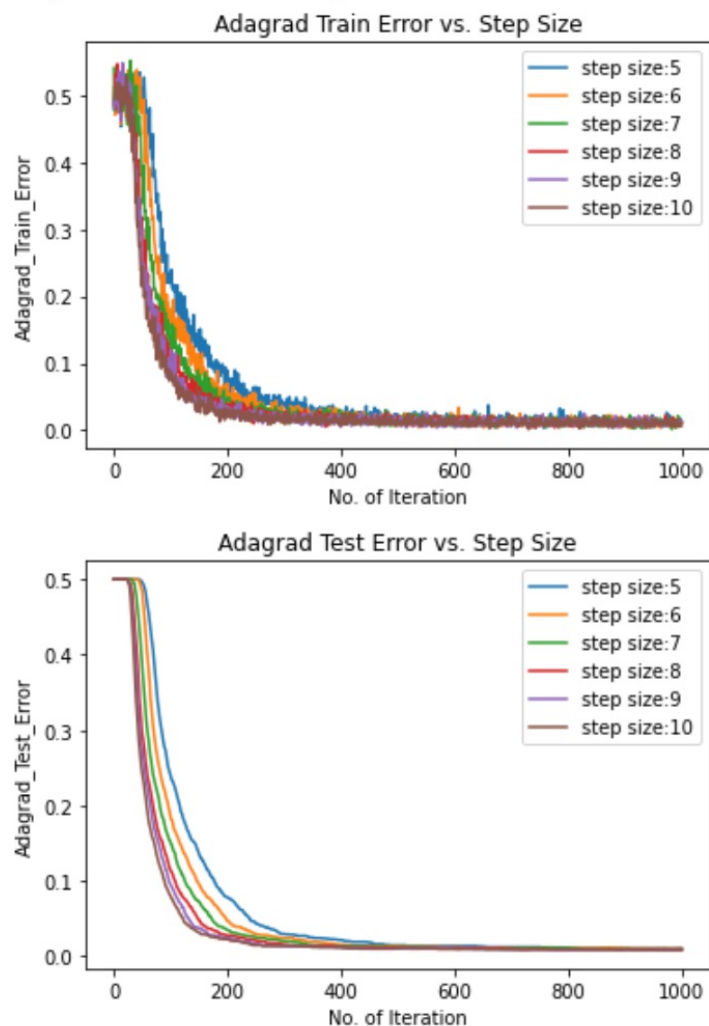 Adagrad Train Error vs. Step Size
step size:5
step size:6
step size:7
step size:8
step size:9
step size:10
Adagrad_Train_Error
0.5
0.4
0.3
0.2
0.1
0.0
0
200
400
600
800
1000
No. of Iteration
Adagrad Test Error vs. Step Size
step size:5
step size:6
step size:7
step size:8
step size:9
step size:10
Adagrad_Test_Error
0.5
0.4
0.3
0.2
0.1
0.0
0
200
400
600
800
1000
No. of Iteration